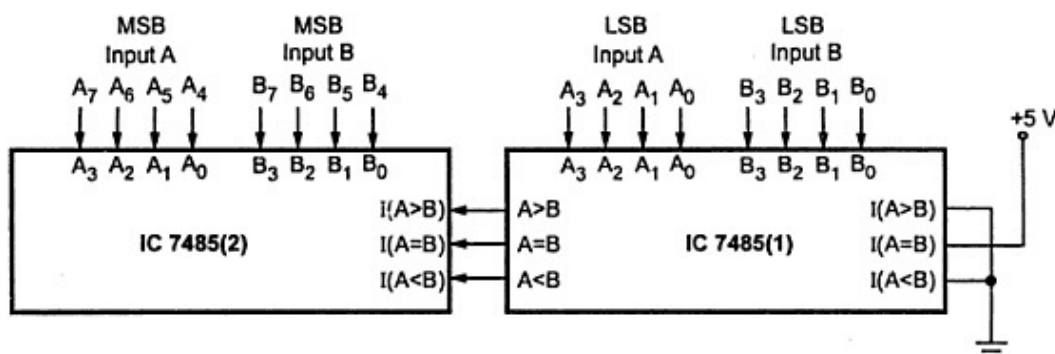 MSB MSB LSB LSB
Input A Input B Input A Input B
A7 A6 A5 A4 B7 B6 B5 B4 A3 A2 A1 A0 B3 B2 B1 B0
+5 V
A3 A2 A1 A0 B3 B2 B1 B0 A3 A2 A1 A0 B3 B2 B1 B0
I(A>B) A>B I(A>B)
IC 7485(2) I(A=B) A=B IC 7485(1) I(A=B)
I(A<B) A<B I(A<B)